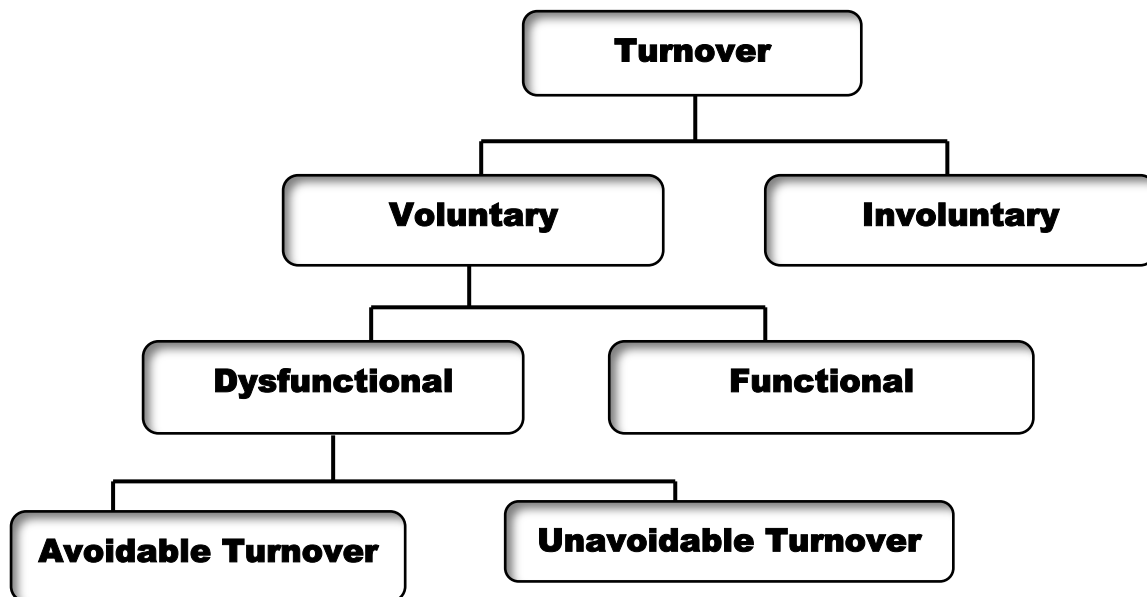 Turnover
Voluntary
Involuntary
Dysfunctional
Functional
Avoidable Turnover
Unavoidable Turnover